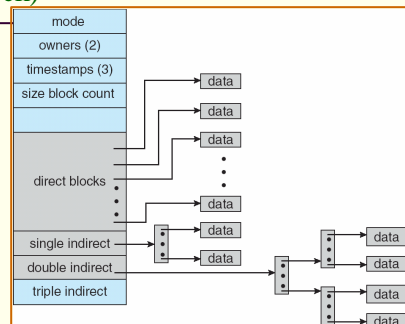 mode
owners (2)
timestamps (3)
size block count
data
data
data
direct blocks
data
single indirect
data
data
double indirect
data
data
triple indirect
data
data